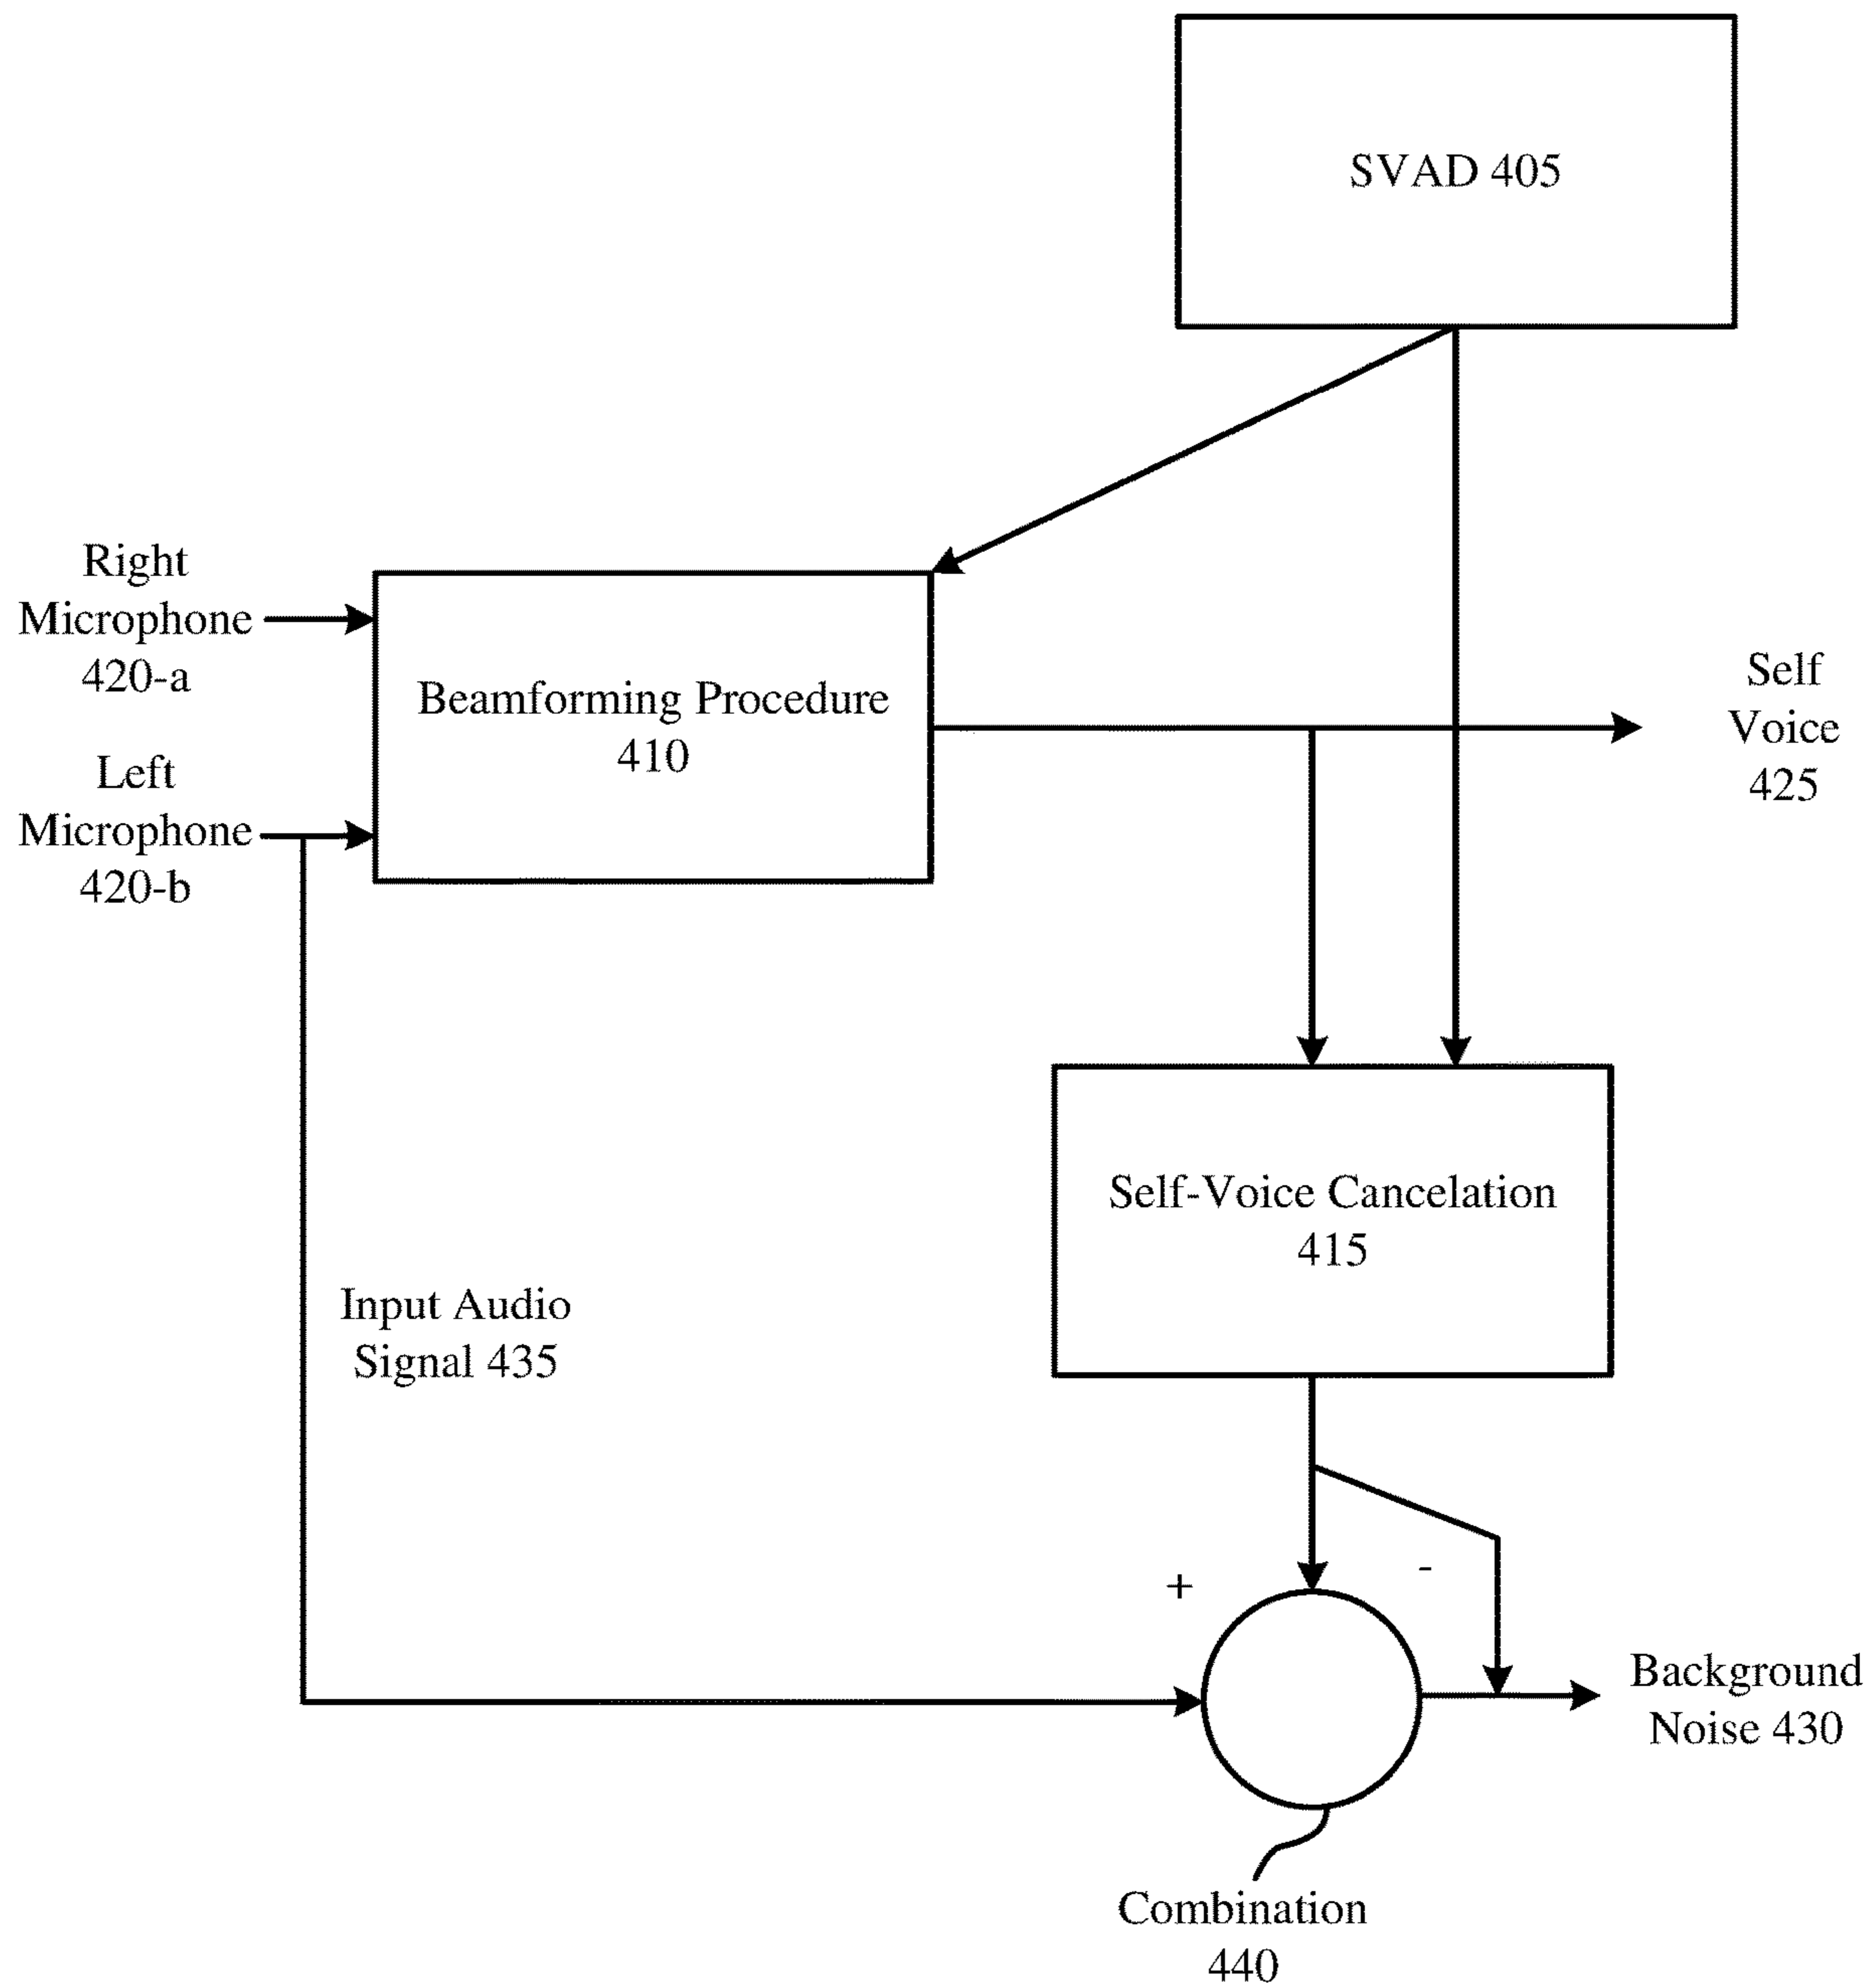 SVAD 405
Right
Microphone
420-a
Left
Microphone
420-b
Beamforming Procedure
410
Self
Voice
425
Self-Voice Cancelation
415
Input Audio
Signal 435
+
-
Background
Noise 430
Combination
440